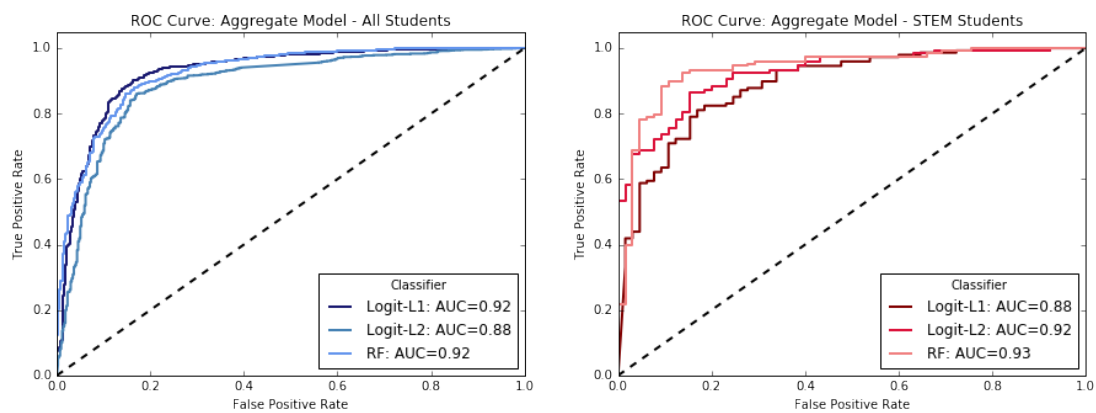 ROC Curve: Aggregate Model - All Students
1.0
0.8
0.6
0.4
0.2
0.0
True Positive Rate
0.0 0.2 0.4 0.6 0.8 1.0
False Positive Rate
Classifier
Logit-L1: AUC=0.92
Logit-L2: AUC=0.88
RF: AUC=0.92
ROC Curve: Aggregate Model - STEM Students
1.0
0.8
0.6
0.4
0.2
0.0
True Positive Rate
0.0 0.2 0.4 0.6 0.8 1.0
False Positive Rate
Classifier
Logit-L1: AUC=0.88
Logit-L2: AUC=0.92
RF: AUC=0.93